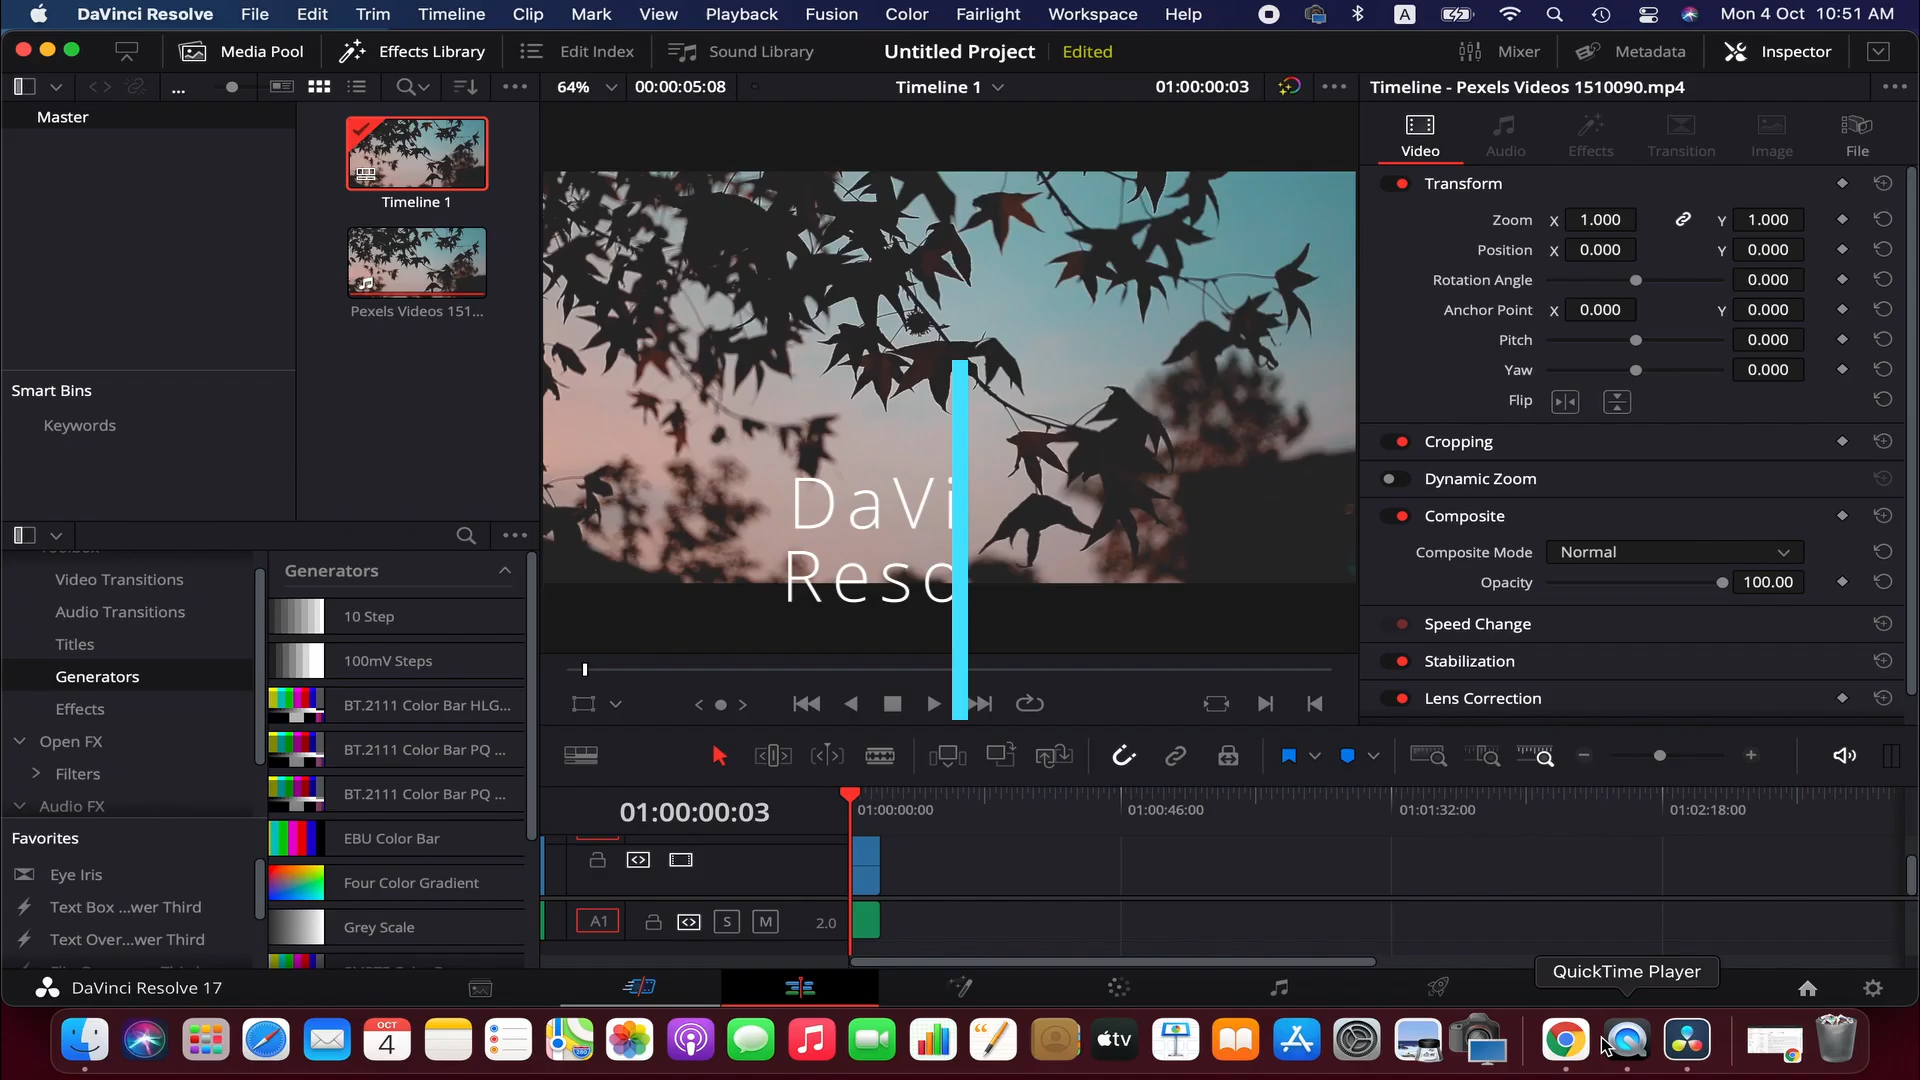 DaVinci Resolve File Edit Trim Timeline Clip Mark View Playback Fusion Color Fairlight Workspace Help A Mon 4 Oct 10:51 AM
Media Pool Effects Library Edit Index Sound Library Untitled Project Edited Mixer Metadata Inspector
64% 00:00:05:08 Timeline 1 01:00:00:03 Timeline - Pexels Videos 1510090.mp4
Master
Timeline 1
Pexels Videos 151...
Smart Bins
Keywords
Video Audio Effects Transition Image File
Transform
Zoom X 1.000 Y 1.000
Position X 0.000 Y 0.000
Rotation Angle 0.000
Anchor Point X 0.000 Y 0.000
Pitch 0.000
Yaw 0.000
Flip
Cropping
Dynamic Zoom
Composite
Composite Mode Normal
Opacity 100.00
Speed Change
Stabilization
Lens Correction
DaVi
Reso
Video Transitions
Audio Transitions
Titles
Generators
Effects
Open FX
Filters
Audio FX
Favorites
Eye Iris
Text Box ...wer Third
Text Over...wer Third
Generators
10 Step
100mV Steps
BT.2111 Color Bar HLG...
BT.2111 Color Bar PQ ...
BT.2111 Color Bar PQ ...
EBU Color Bar
Four Color Gradient
Grey Scale
01:00:00:03 01:00:00:00 01:00:46:00 01:01:32:00 01:02:18:00
A1 S M 2.0
QuickTime Player
DaVinci Resolve 17
OCT
4
tv